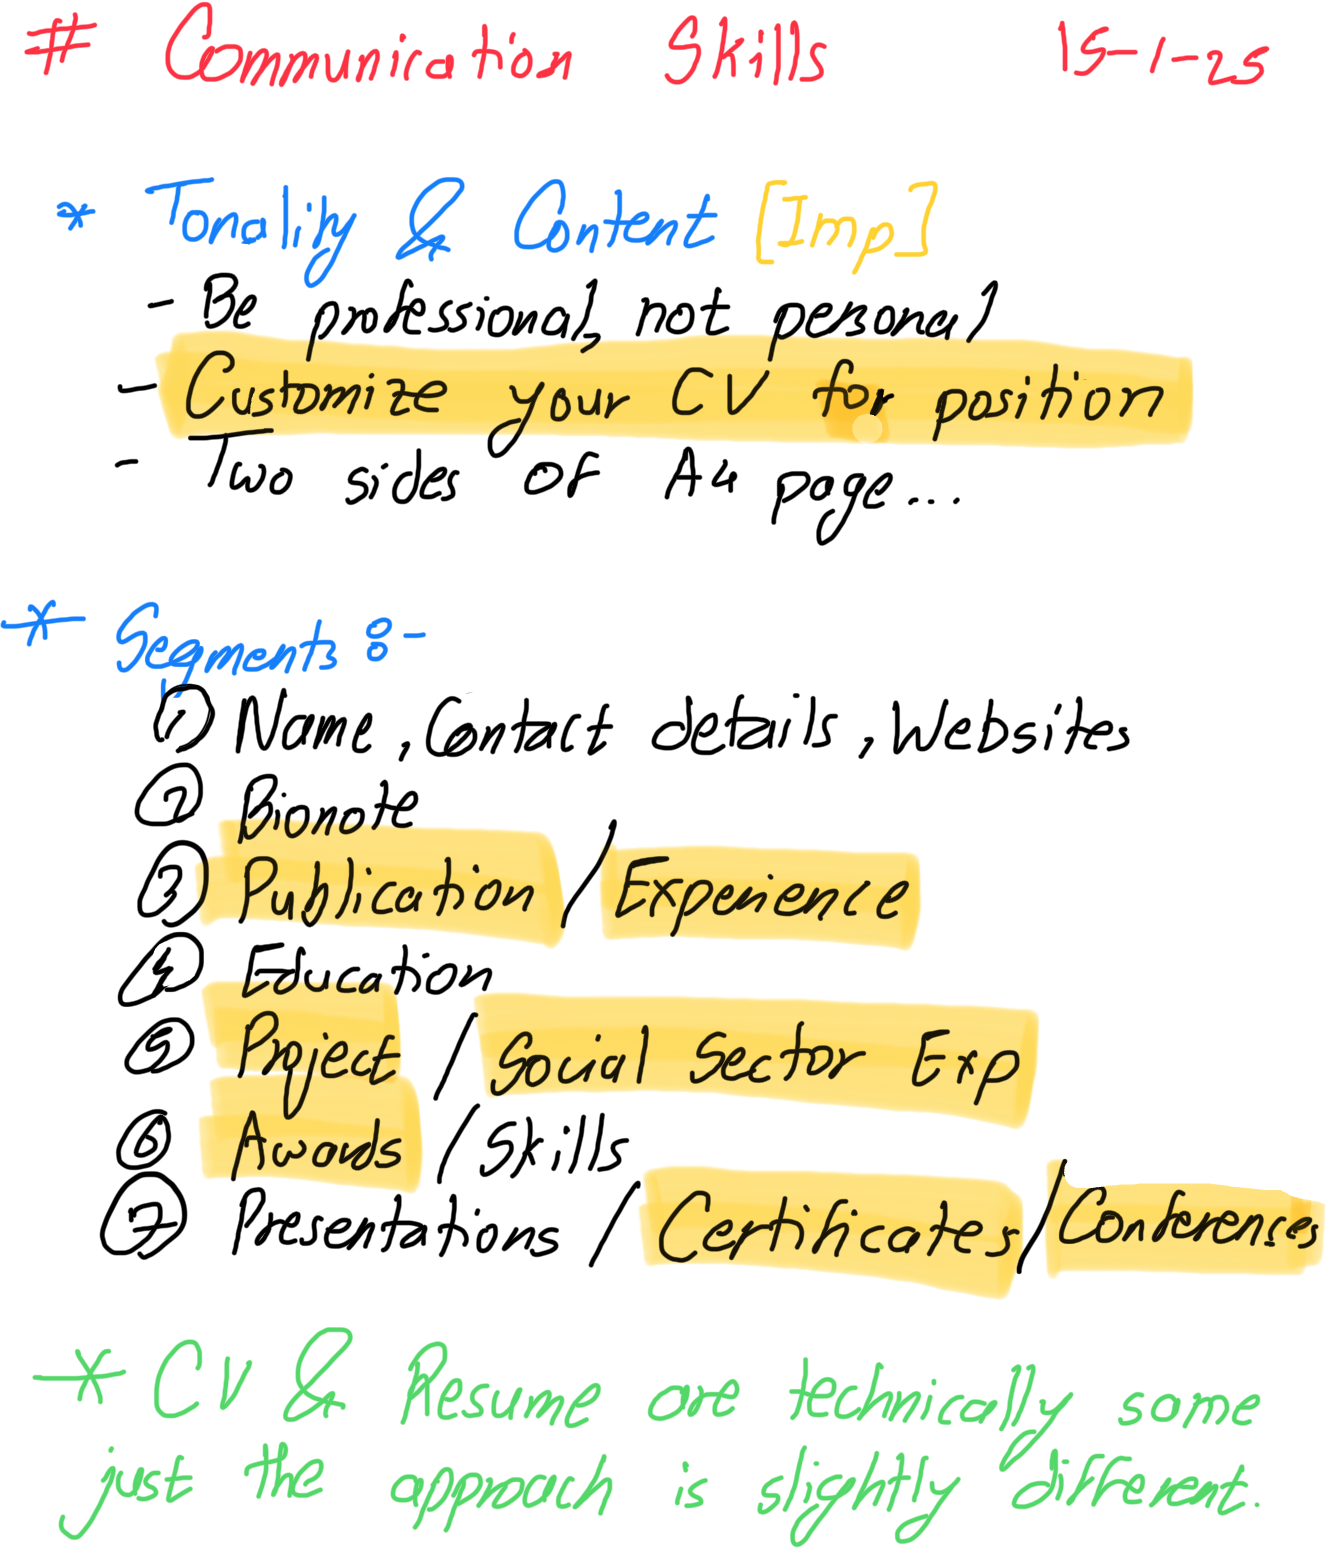 # Communication Skills 15-1-25
* Tonality & Content [Imp]
- Be professional, not personal
- Customize your CV for position
- Two sides of A4 page...
* Segments :-
① Name, Contact details, Websites
② Bionote
③ Publication / Experience
④ Education
⑤ Project / Social Sector Exp
⑥ Awards / Skills
⑦ Presentations / Certificates / Conferences
* CV & Resume are technically same
just the approach is slightly different.